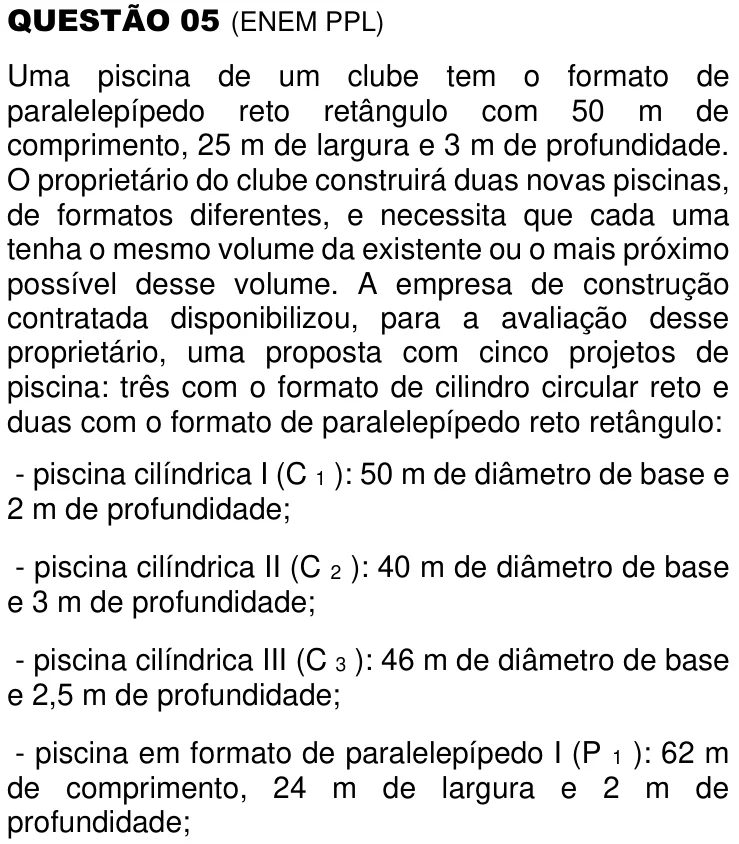 QUESTÃO 05 (ENEM PPL)
Uma piscina de um clube tem o formato de
paralelepípedo reto retângulo com 50 m de
comprimento, 25 m de largura e 3 m de profundidade.
O proprietário do clube construirá duas novas piscinas,
de formatos diferentes, e necessita que cada uma
tenha o mesmo volume da existente ou o mais próximo
possível desse volume. A empresa de construção
contratada disponibilizou, para a avaliação desse
proprietário, uma proposta com cinco projetos de
piscina: três com o formato de cilindro circular reto e
duas com o formato de paralelepípedo reto retângulo:
- piscina cilíndrica I (C 1 ): 50 m de diâmetro de base e
2 m de profundidade;
- piscina cilíndrica II (C 2 ): 40 m de diâmetro de base
e 3 m de profundidade;
- piscina cilíndrica III (C 3 ): 46 m de diâmetro de base
e 2,5 m de profundidade;
- piscina em formato de paralelepípedo I (P 1 ): 62 m
de comprimento, 24 m de largura e 2 m de
profundidade;